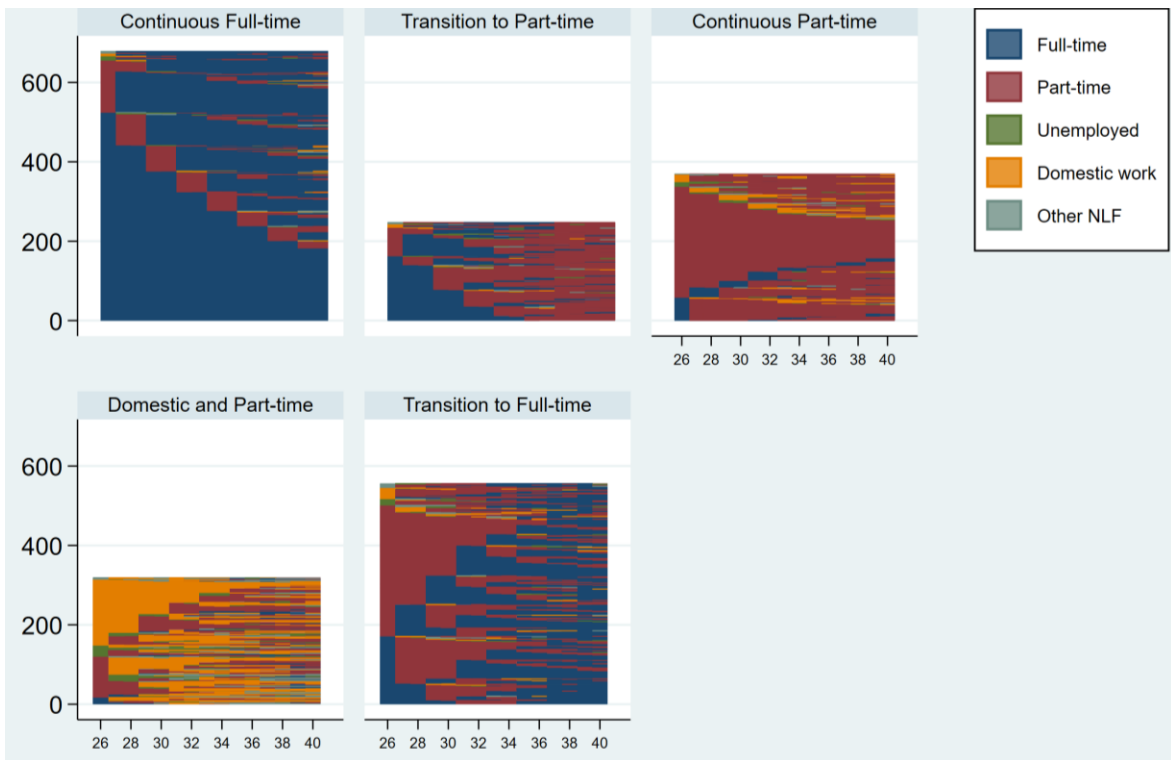 Continuous Full-time
Transition to Part-time
Continuous Part-time
Full-time
Part-time
Unemployed
Domestic work
Other NLF
600
400
200
0
26 28 30 32 34 36 38 40
Domestic and Part-time
Transition to Full-time
600
400
200
0
26 28 30 32 34 36 38 40
26 28 30 32 34 36 38 40